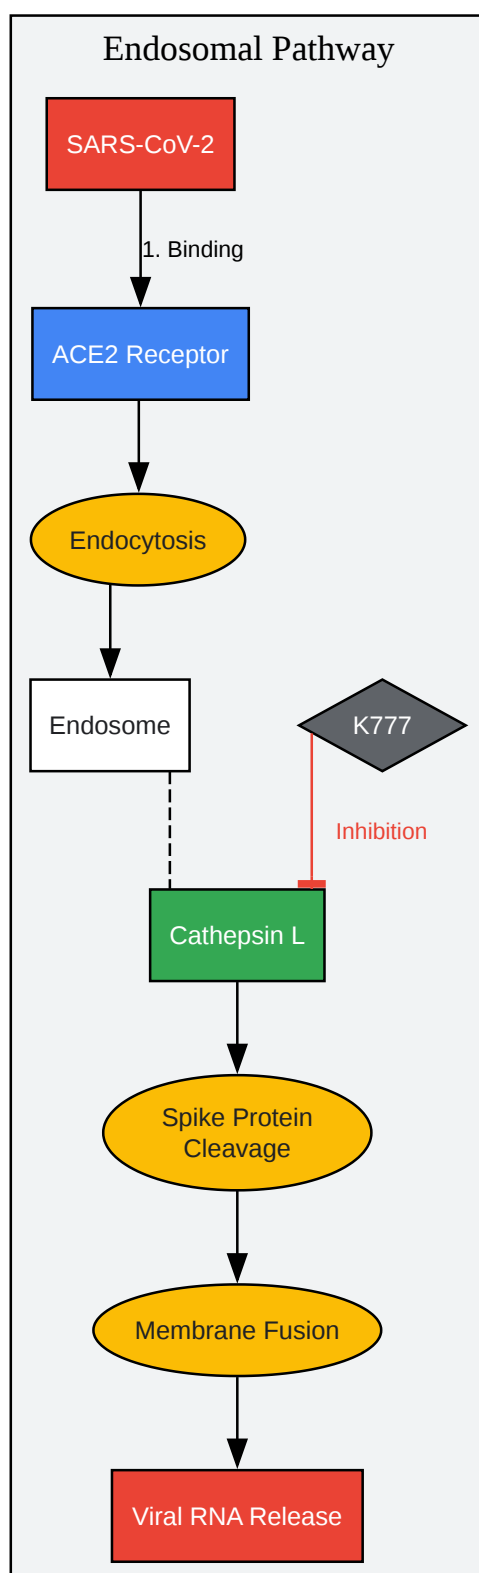 Endosomal Pathway
SARS-CoV-2
1. Binding
ACE2 Receptor
Endocytosis
Endosome
K777
Inhibition
Cathepsin L
Spike Protein
Cleavage
Membrane Fusion
Viral RNA Release